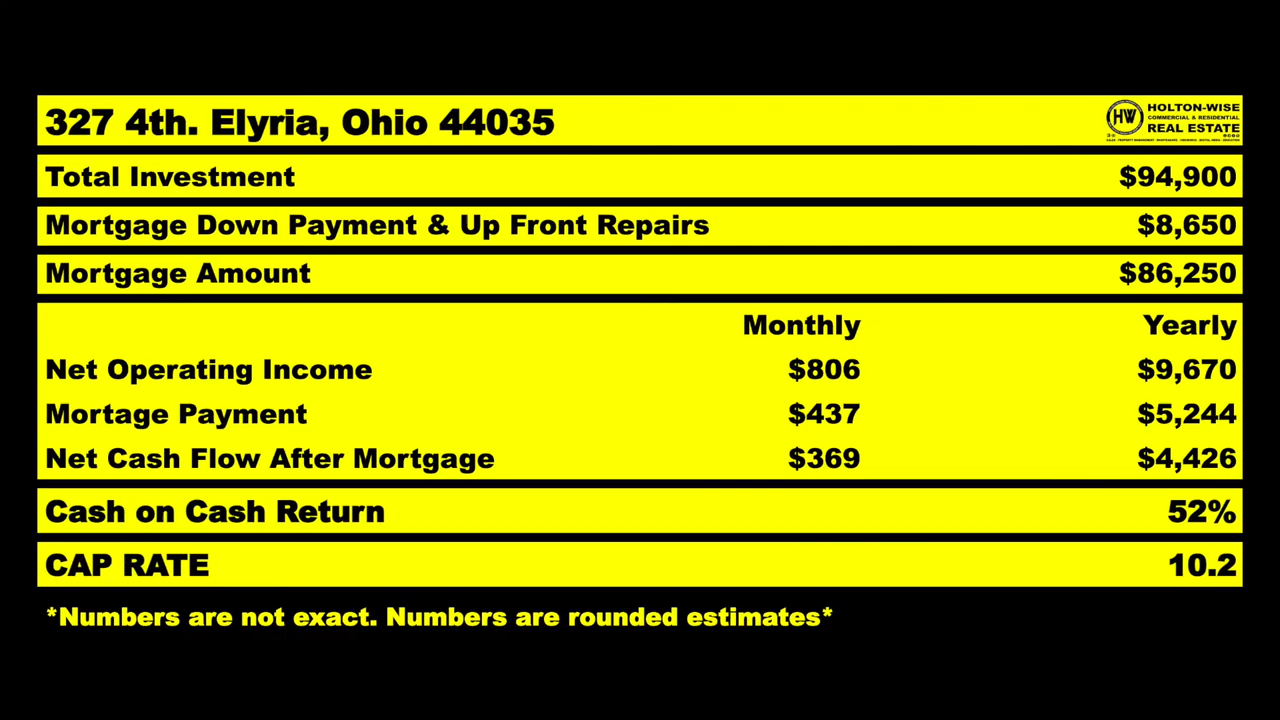 327 4th. Elyria, Ohio 44035
HOLTON-WISE
COMMERCIAL & RESIDENTIAL
REAL ESTATE
HW
Total Investment $94,900
Mortgage Down Payment & Up Front Repairs $8,650
Mortgage Amount $86,250
Monthly Yearly
Net Operating Income $806 $9,670
Mortage Payment $437 $5,244
Net Cash Flow After Mortgage $369 $4,426
Cash on Cash Return 52%
CAP RATE 10.2
*Numbers are not exact. Numbers are rounded estimates*